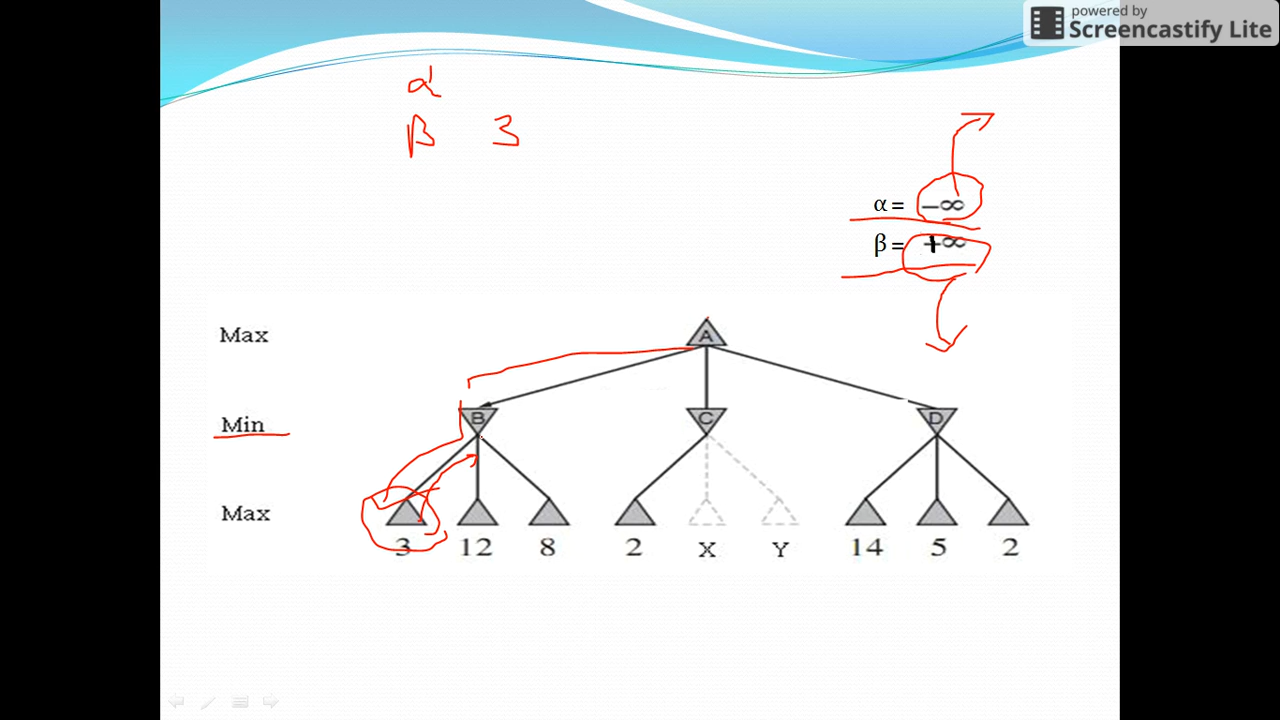 powered by
Screencastify Lite
α
β 3
α = −∞
β = +∞
Max
A
Min
B
C
D
Max
3 12 8 2 X Y 14 5 2